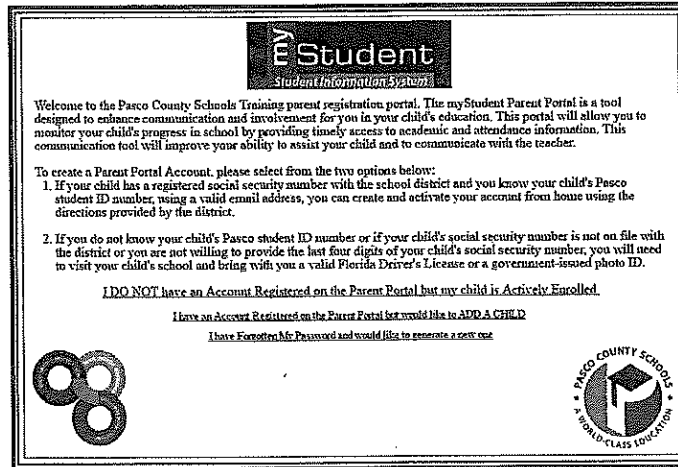 my Student
Student Information System
Welcome to the Pasco County Schools Training parent registration portal. The myStudent Parent Portal is a tool
designed to enhance communication and involvement for you in your child's education. This portal will allow you to
monitor your child's progress in school by providing timely access to academic and attendance information. This
communication tool will improve your ability to assist your child and to communicate with the teacher.
To create a Parent Portal Account, please select from the two options below:
1. If your child has a registered social security number with the school district and you know your child's Pasco
student ID number, using a valid email address, you can create and activate your account from home using the
directions provided by the district.
2. If you do not know your child's Pasco student ID number or if your child's social security number is not on file with
the district or you are not willing to provide the last four digits of your child's social security number, you will need
to visit your child's school and bring with you a valid Florida Driver's License or a government-issued photo ID.
I DO NOT have an Account Registered on the Parent Portal but my child is Actively Enrolled
I have an Account Registered on the Parent Portal but would like to ADD A CHILD
I have Forgotten My Password and would like to generate a new one
PASCO COUNTY SCHOOLS
A WORLD-CLASS EDUCATION